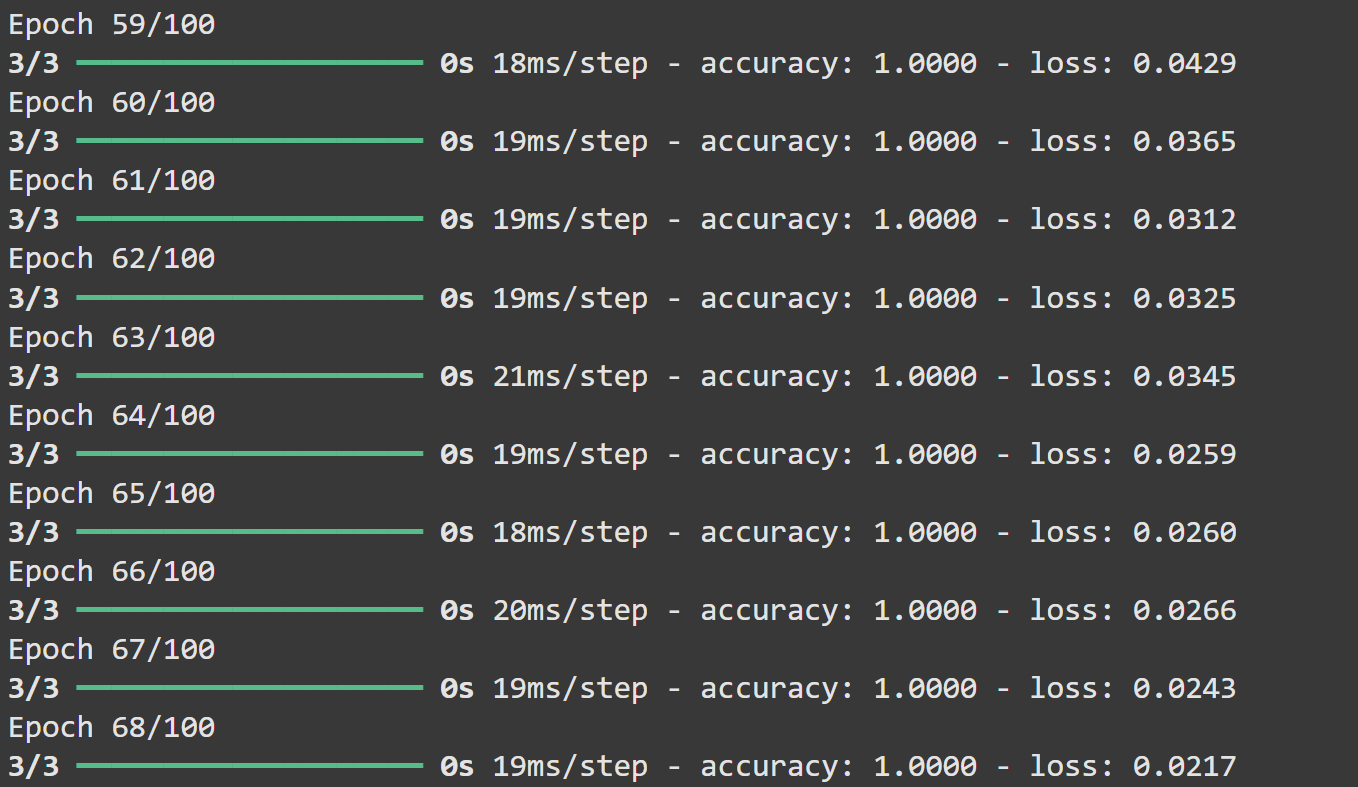 Epoch 59/100
3/3 ━━━━━━━━━━━━━━━━━━━━ 0s 18ms/step - accuracy: 1.0000 - loss: 0.0429
Epoch 60/100
3/3 ━━━━━━━━━━━━━━━━━━━━ 0s 19ms/step - accuracy: 1.0000 - loss: 0.0365
Epoch 61/100
3/3 ━━━━━━━━━━━━━━━━━━━━ 0s 19ms/step - accuracy: 1.0000 - loss: 0.0312
Epoch 62/100
3/3 ━━━━━━━━━━━━━━━━━━━━ 0s 19ms/step - accuracy: 1.0000 - loss: 0.0325
Epoch 63/100
3/3 ━━━━━━━━━━━━━━━━━━━━ 0s 21ms/step - accuracy: 1.0000 - loss: 0.0345
Epoch 64/100
3/3 ━━━━━━━━━━━━━━━━━━━━ 0s 19ms/step - accuracy: 1.0000 - loss: 0.0259
Epoch 65/100
3/3 ━━━━━━━━━━━━━━━━━━━━ 0s 18ms/step - accuracy: 1.0000 - loss: 0.0260
Epoch 66/100
3/3 ━━━━━━━━━━━━━━━━━━━━ 0s 20ms/step - accuracy: 1.0000 - loss: 0.0266
Epoch 67/100
3/3 ━━━━━━━━━━━━━━━━━━━━ 0s 19ms/step - accuracy: 1.0000 - loss: 0.0243
Epoch 68/100
3/3 ━━━━━━━━━━━━━━━━━━━━ 0s 19ms/step - accuracy: 1.0000 - loss: 0.0217